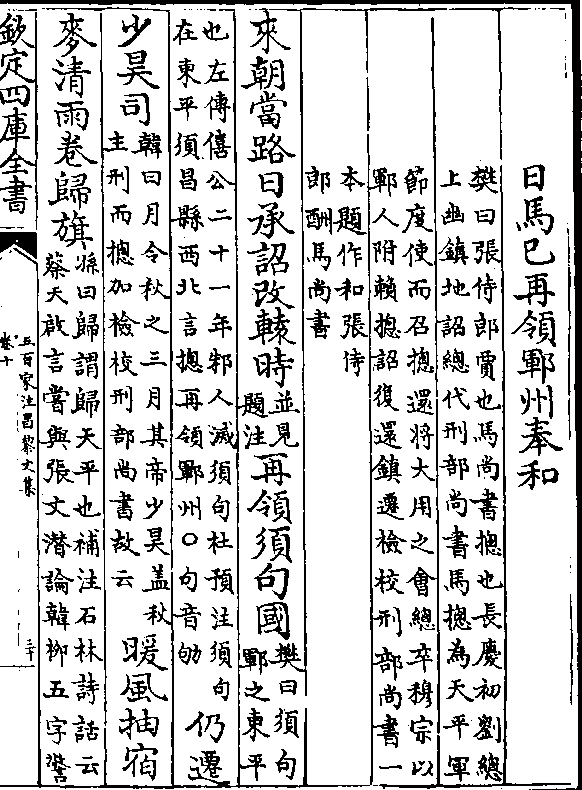 日馬已再領鄆州奉和
樊曰張侍郎賈也馬尚書摠也長慶初劉總
上幽鎮地詔總代刑部尚書馬摠為天平軍
節度使而召摠還將大用之會總卒穆宗以
鄆人附賴摠詔復還鎮遷檢校刑部尚書一
本題作和張侍
郎酬馬尚書
來朝當路日承詔改轅時並見題注再領須句國樊曰須句鄆之東平
也左傳僖公二十一年邾人滅須句杜預注須句在東平須昌縣西北言摠再領鄆州○句音劬仍遷
少昊司韓曰月令秋之三月其帝少昊盖秋主刑而摠加檢校刑部尚書故云暖風抽宿
麥清雨卷歸旗孫曰歸謂歸天平也補注石林詩話云蔡天啟言嘗與張文潛論韓柳五字警
欽定四庫全書
五百家注昌黎文集
卷十
三十